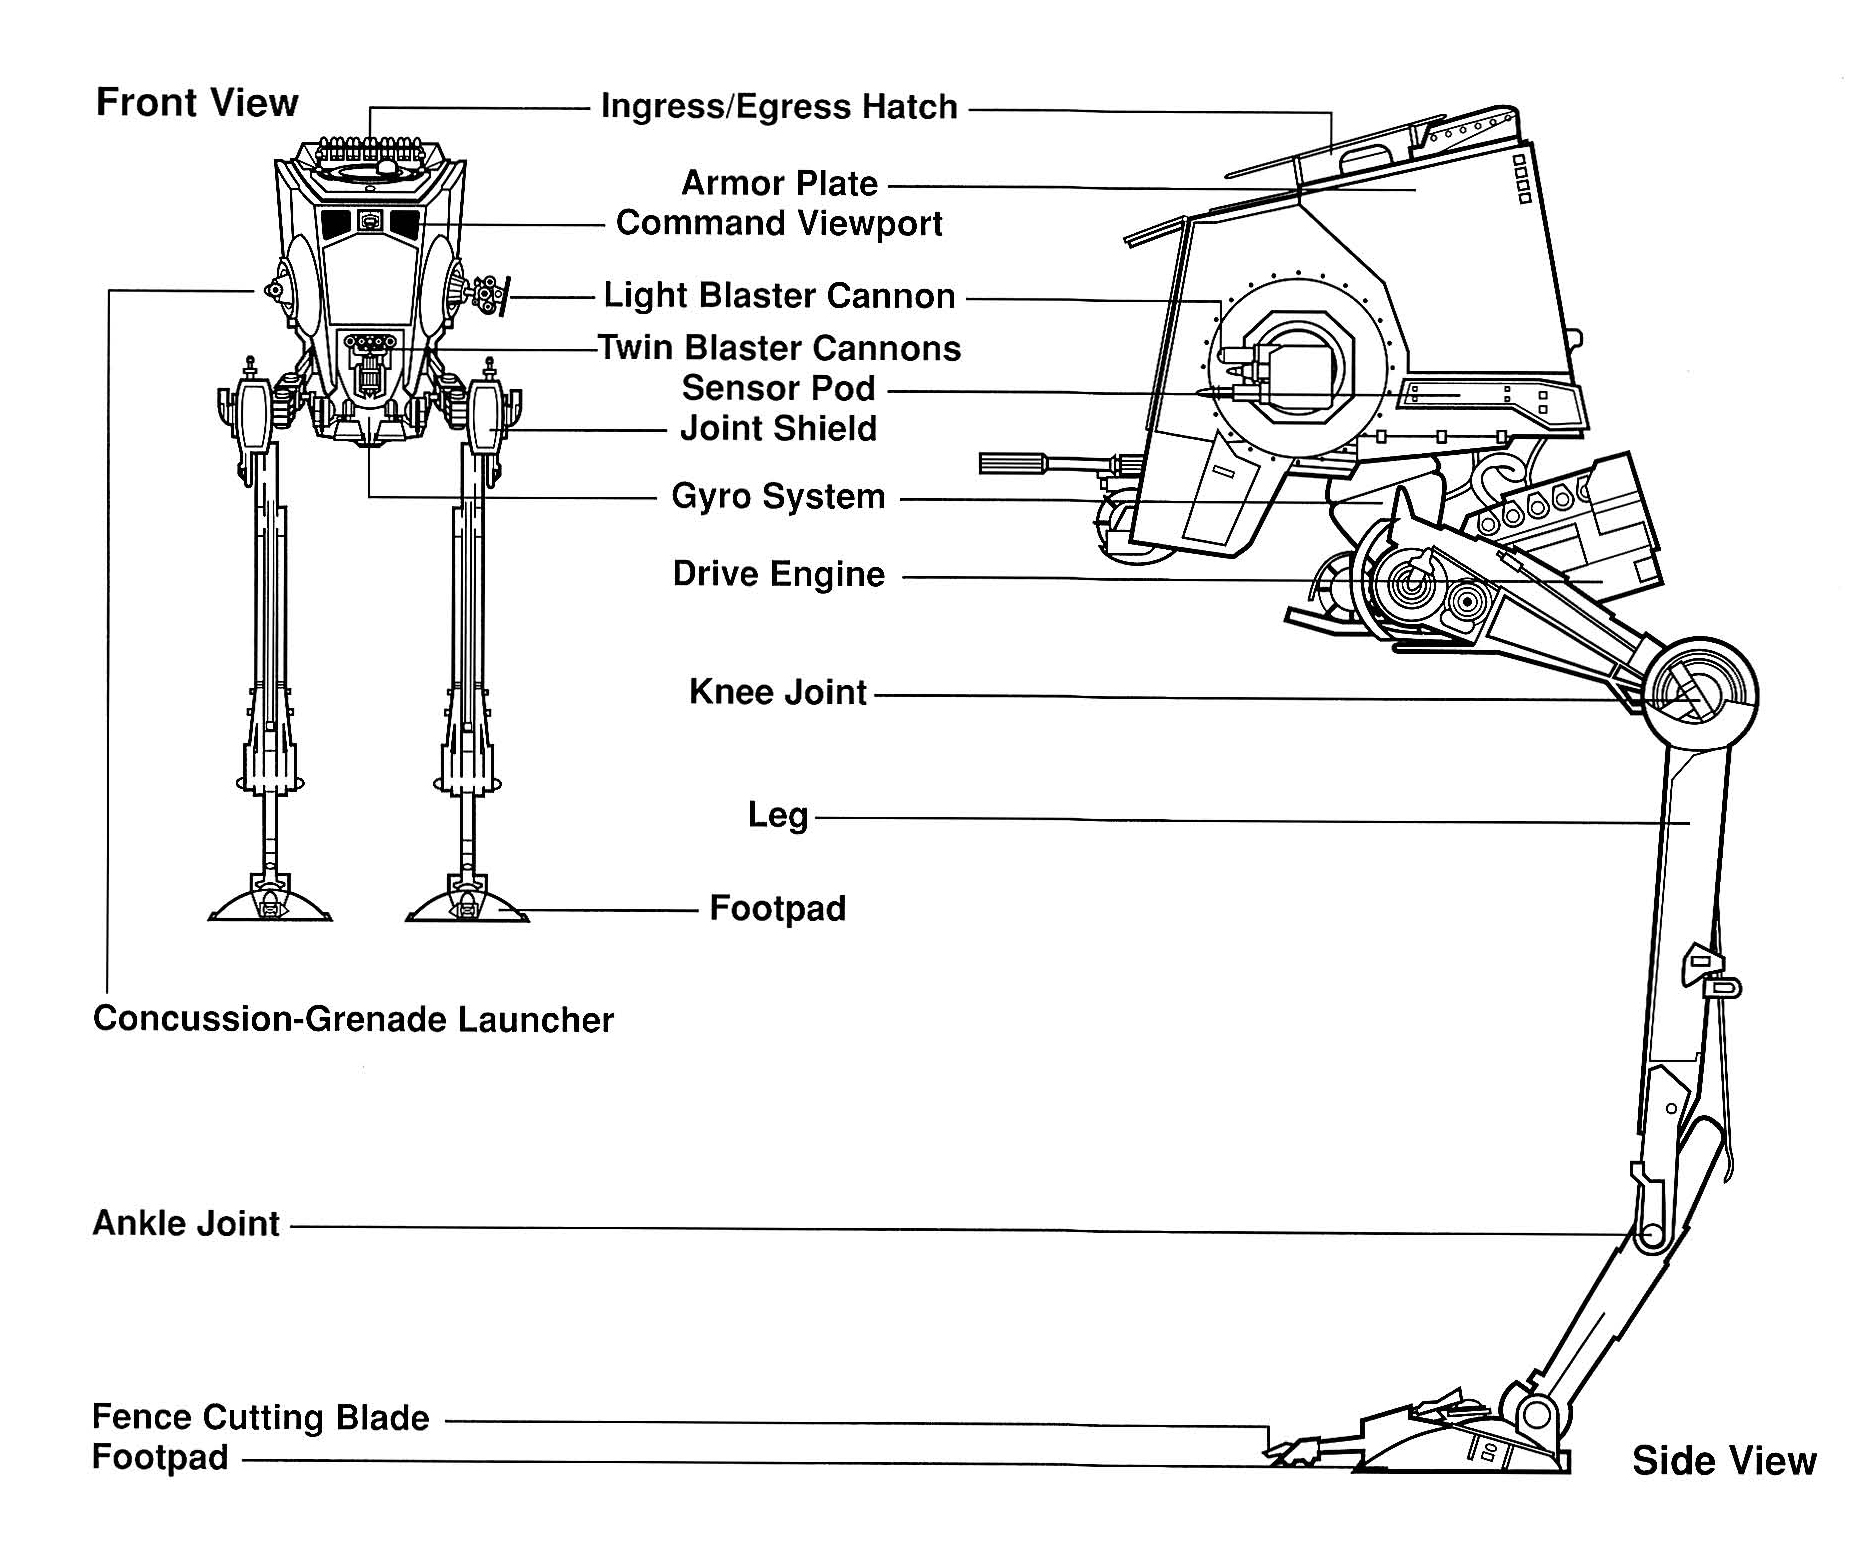 Front View
Ingress/Egress Hatch
Armor Plate
Command Viewport
Light Blaster Cannon
Twin Blaster Cannons
Sensor Pod
Joint Shield
Gyro System
Drive Engine
Knee Joint
Leg
Footpad
Concussion-Grenade Launcher
Ankle Joint
Fence Cutting Blade
Footpad
Side View